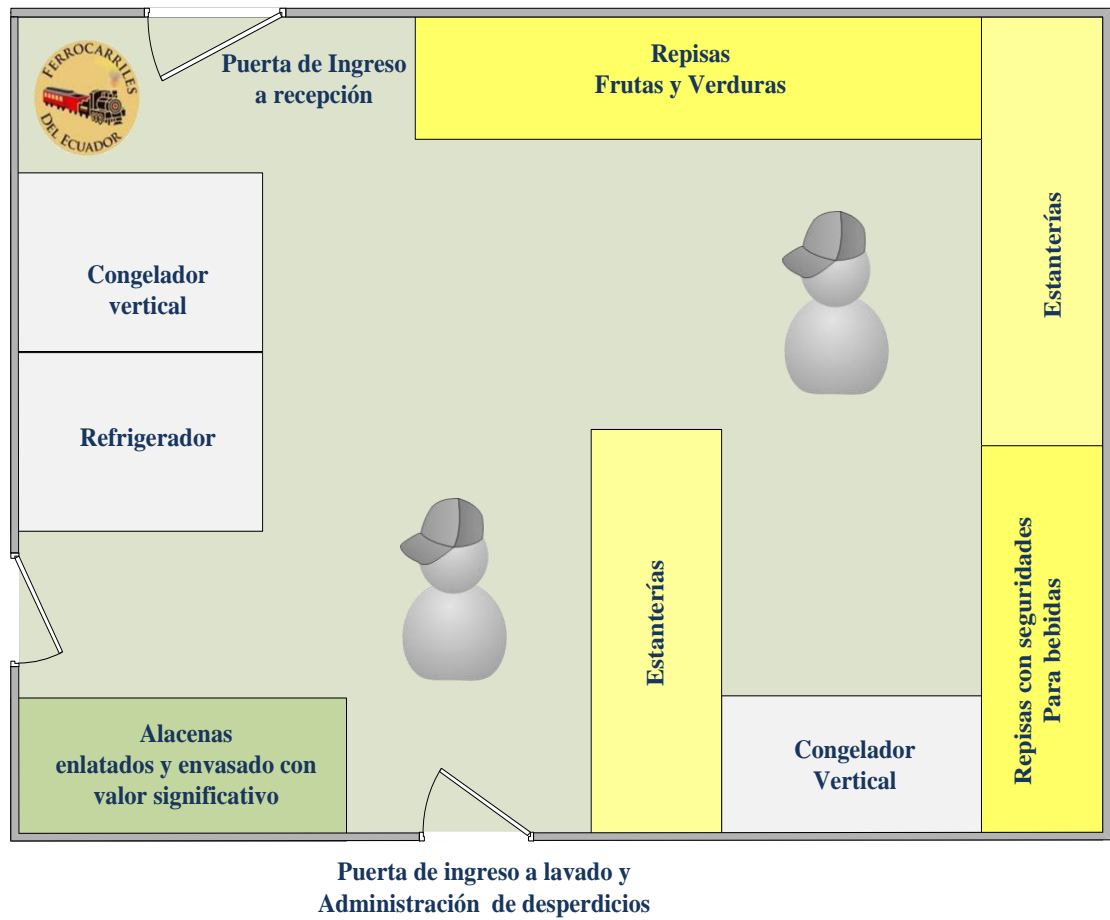 FERROCARRILES
DEL ECUADOR
Puerta de Ingreso
a recepción
Repisas
Frutas y Verduras
Estanterías
Congelador
vertical
Refrigerador
Estanterías
Repisas con seguridades
Para bebidas
Alacenas
enlatados y envasado con
valor significativo
Congelador
Vertical
Puerta de ingreso a lavado y
Administración de desperdicios